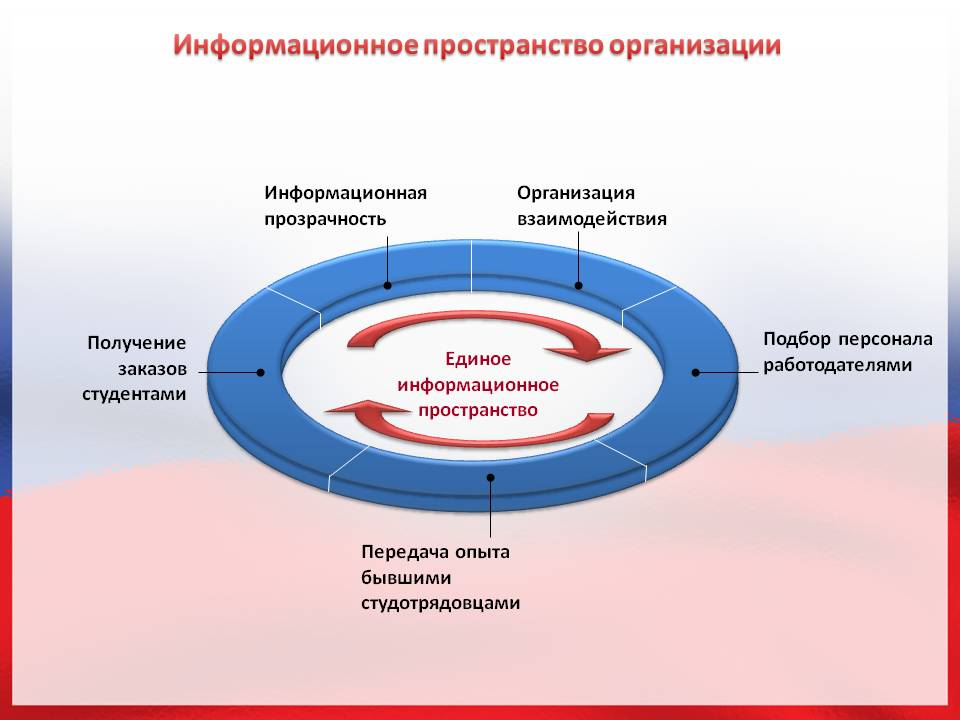 Информационное пространство организации
Информационная
прозрачность
Организация
взаимодействия
Получение
заказов
студентами
Подбор персонала
работодателями
Единое
информационное
пространство
Передача опыта
бывшими
студотрядовцами